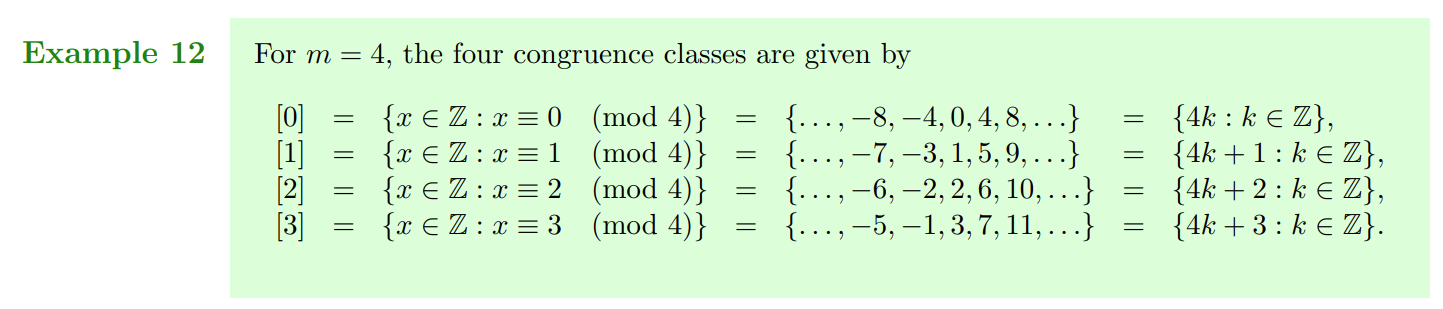 Example 12 For m = 4, the four congruence classes are given by
[0] = {x ∈ ℤ : x ≡ 0 (mod 4)} = {. . . , −8, −4, 0, 4, 8, . . .} = {4k : k ∈ ℤ},
[1] = {x ∈ ℤ : x ≡ 1 (mod 4)} = {. . . , −7, −3, 1, 5, 9, . . .} = {4k + 1 : k ∈ ℤ},
[2] = {x ∈ ℤ : x ≡ 2 (mod 4)} = {. . . , −6, −2, 2, 6, 10, . . .} = {4k + 2 : k ∈ ℤ},
[3] = {x ∈ ℤ : x ≡ 3 (mod 4)} = {. . . , −5, −1, 3, 7, 11, . . .} = {4k + 3 : k ∈ ℤ}.